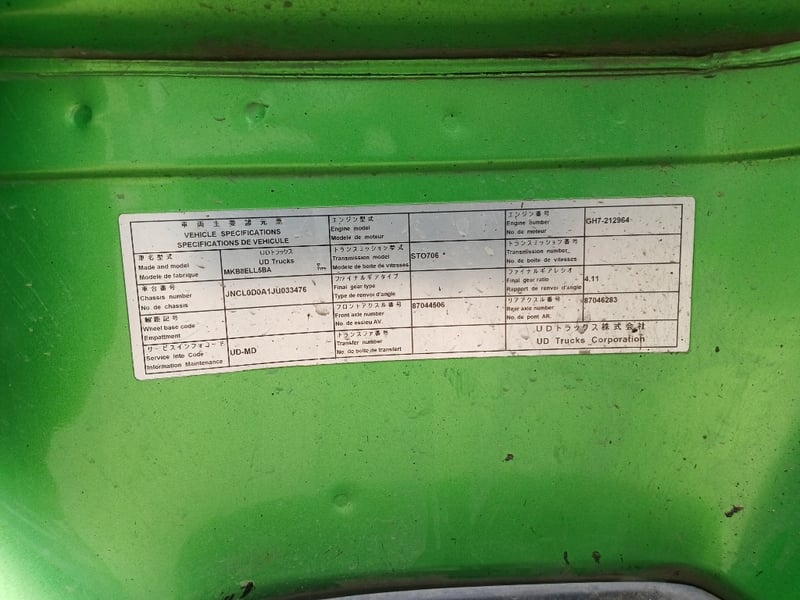 車両主要諸元表
VEHICLE SPECIFICATIONS
SPECIFICATIONS DE VEHICULE
車名型式
Made and model
Modele de fabrique
UDトラックス
UD Trucks
MKB8ELL5BA
車台番号
Chassis number
No. de chassis
JNCL0D0A1JU033476
軸距記号
Wheel base code
Empattment
サービスインフォコード
Service Info Code
Information Maintenance
UD-MD
エンジン型式
Engine model
Modele de moteur
トランスミッション型式
Transmission model
Modele de boite de vitesses
STO706 *
ファイナルギアタイプ
Final gear type
Type de renvoi d'angle
フロントアクスル番号
Front axle number
No. de essieu AV.
87044506
トランスファ番号
Transfer number
No. de boite de transfert
エンジン番号
Engine number
No. de moteur
GH7-212964
トランスミッション番号
Transmission number
No. de boite de vitesses
ファイナルギアレシオ
Final gear ratio
Rapport de renvoi d'angle
4.11
リアアクスル番号
Rear axle number
No. de pont AR.
87046283
UDトラックス株式会社
UD Trucks Corporation